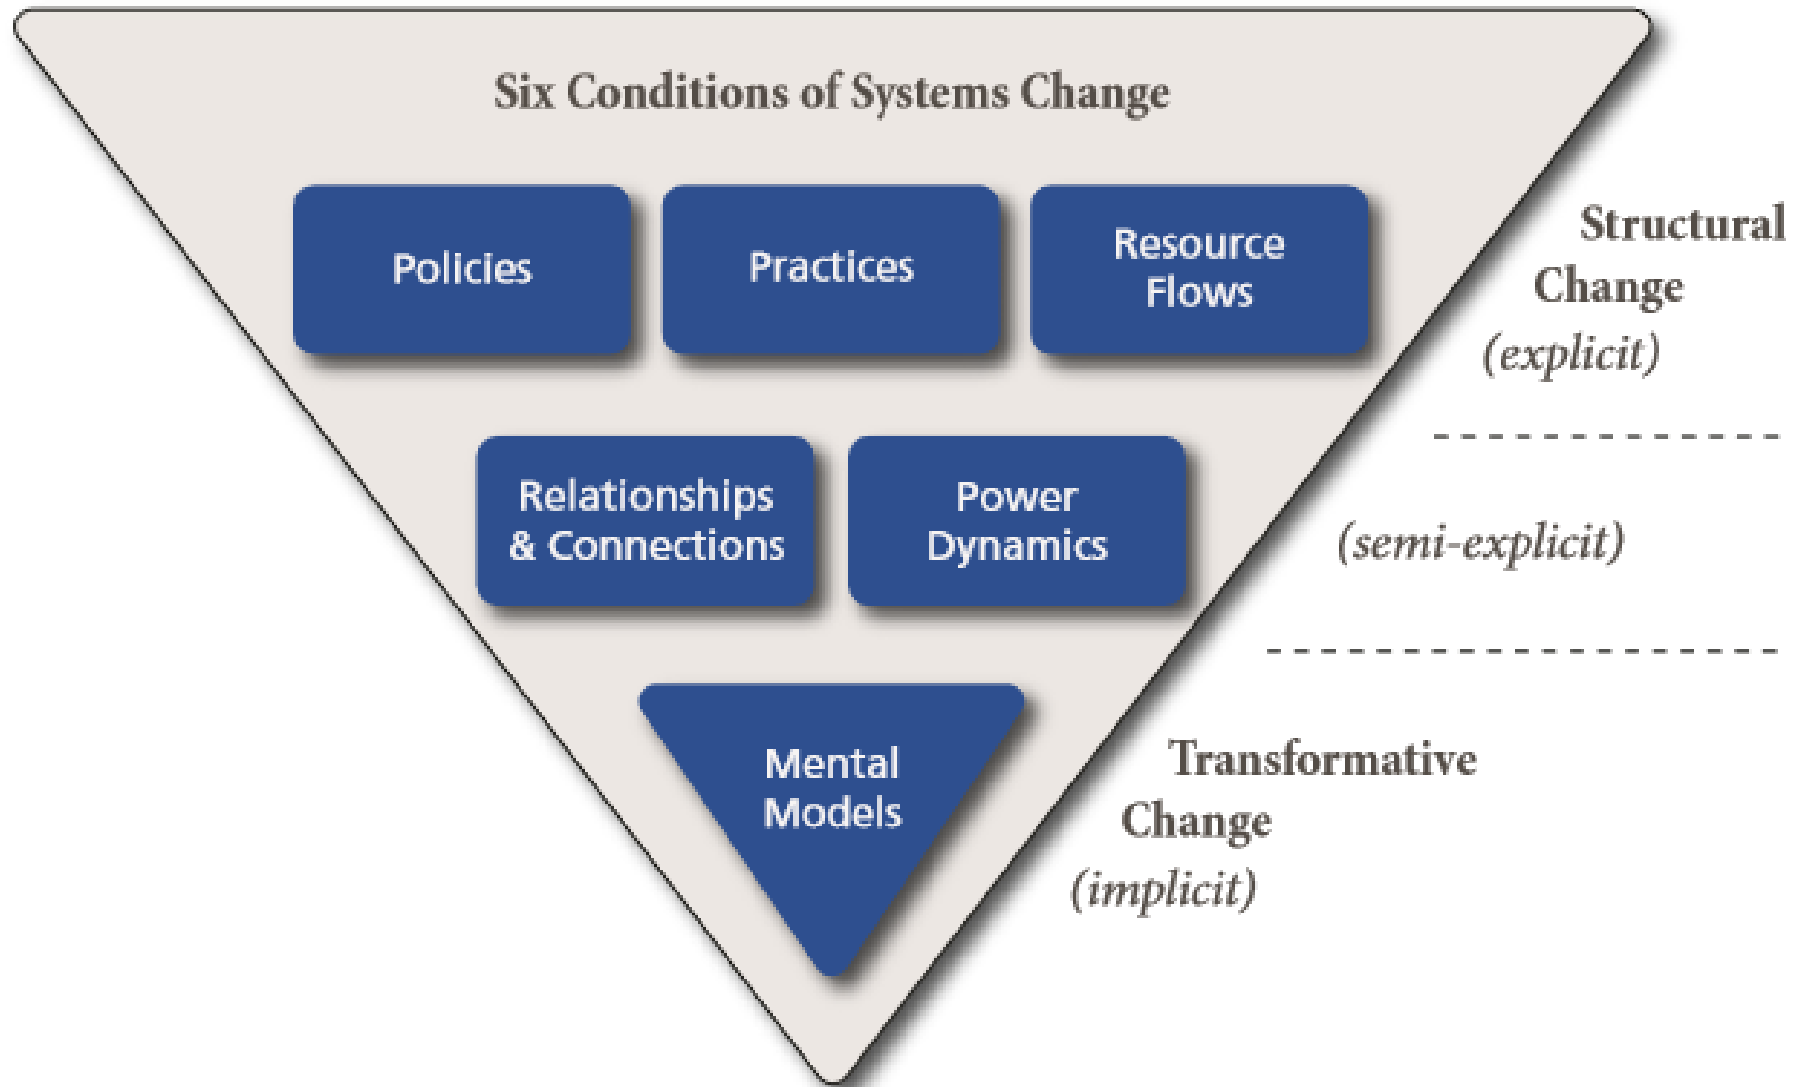 Six Conditions of Systems Change
Policies
Practices
Resource
Flows
Structural
Change
(explicit)
Relationships
& Connections
Power
Dynamics
(semi-explicit)
Mental
Models
Transformative
Change
(implicit)